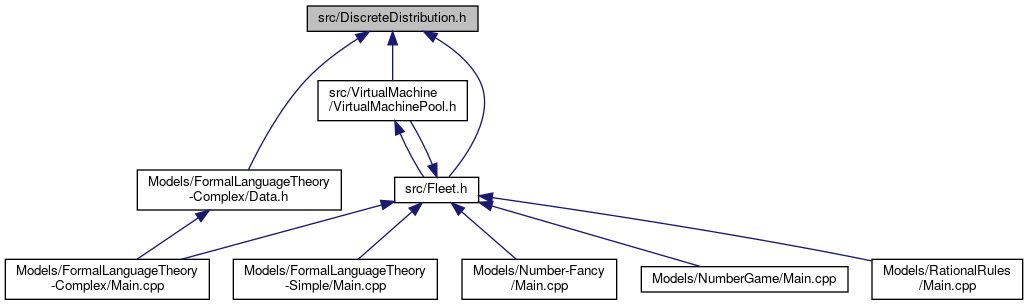 src/DiscreteDistribution.h
src/VirtualMachine
/VirtualMachinePool.h
Models/FormalLanguageTheory
-Complex/Data.h
src/Fleet.h
Models/FormalLanguageTheory
-Complex/Main.cpp
Models/FormalLanguageTheory
-Simple/Main.cpp
Models/Number-Fancy
/Main.cpp
Models/NumberGame/Main.cpp
Models/RationalRules
/Main.cpp